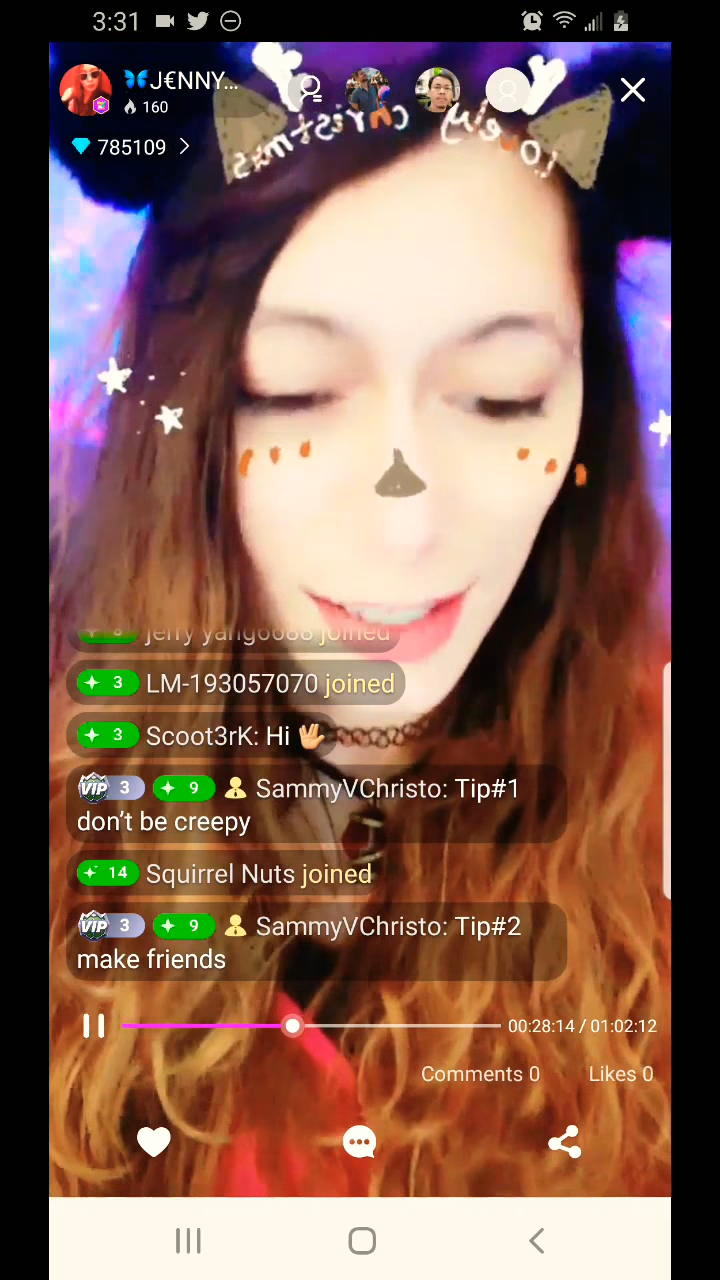 3:31
🦋J€NNY...
160
785109
Lovely christmas
jerry yang6688 joined
3 LM-193057070 joined
3 Scoot3rK: Hi 🖖
VIP 3 9 SammyVChristo: Tip#1
don't be creepy
14 Squirrel Nuts joined
VIP 3 9 SammyVChristo: Tip#2
make friends
00:28:14 / 01:02:12
Comments 0 Likes 0